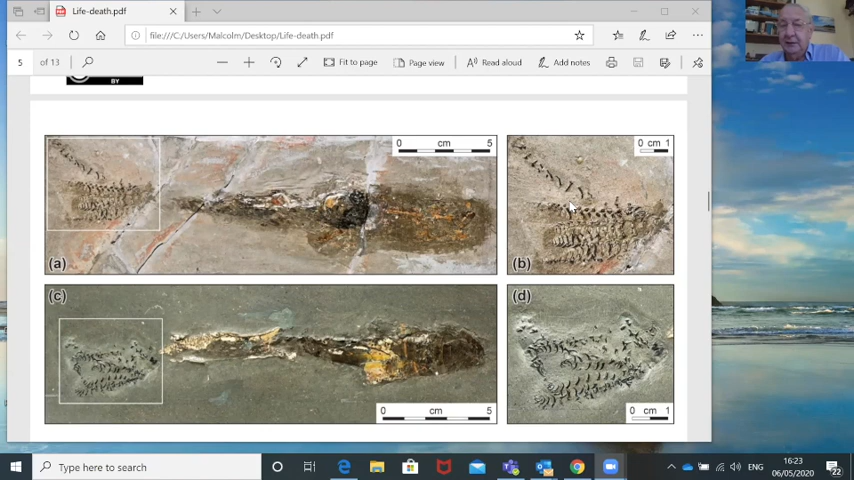 Life-death.pdf
file:///C:/Users/Malcolm/Desktop/Life-death.pdf
5 of 13
Fit to page
Page view
Read aloud
Add notes
BY
0 cm 5
0 cm 1
(a)
(b)
(c)
(d)
0 cm 5
0 cm 1
Type here to search
ENG
16:23
06/05/2020
22